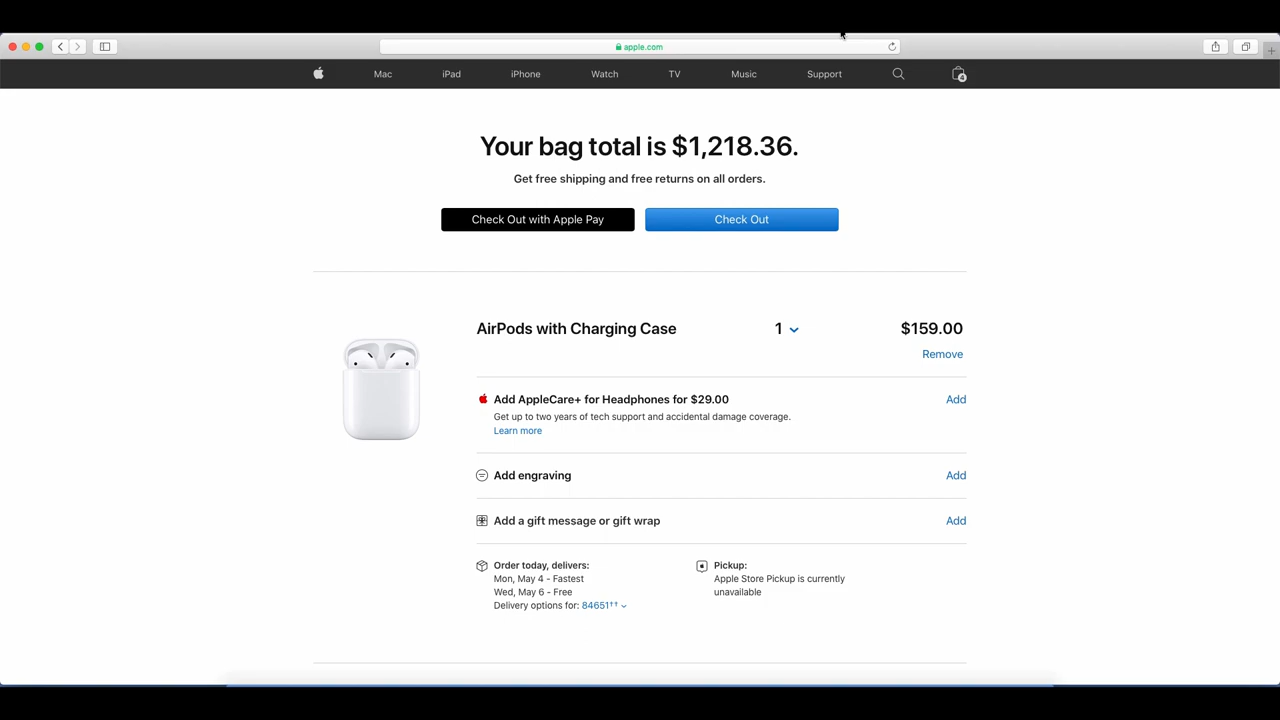 apple.com
Mac iPad iPhone Watch TV Music Support 4
Your bag total is $1,218.36.
Get free shipping and free returns on all orders.
Check Out with Apple Pay Check Out
AirPods with Charging Case 1 $159.00
Remove
Add AppleCare+ for Headphones for $29.00 Add
Get up to two years of tech support and accidental damage coverage.
Learn more
Add engraving Add
Add a gift message or gift wrap Add
Order today, delivers:
Mon, May 4 - Fastest
Wed, May 6 - Free
Delivery options for: 84651††
Pickup:
Apple Store Pickup is currently
unavailable